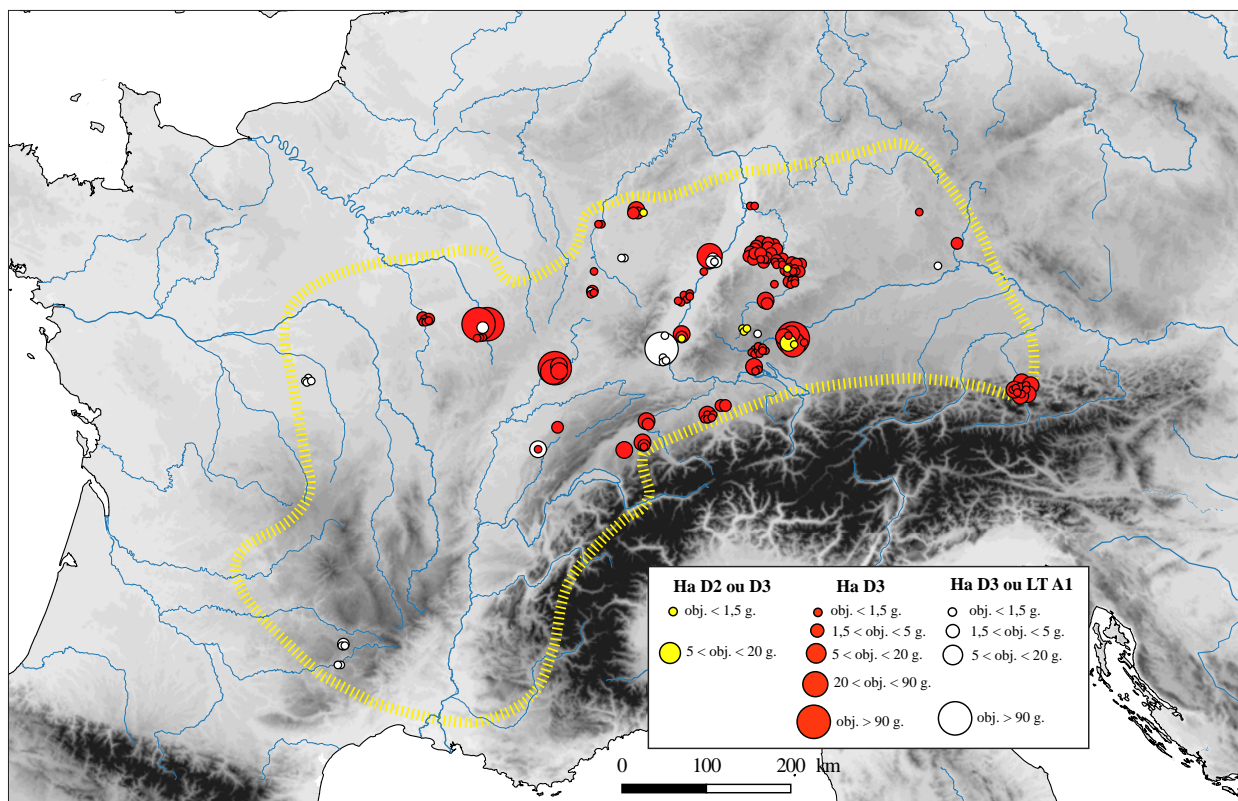 Ha D2 ou D3
obj. < 1,5 g.
5 < obj. < 20 g.
Ha D3
obj. < 1,5 g.
1,5 < obj. < 5 g.
5 < obj. < 20 g.
20 < obj. < 90 g.
obj. > 90 g.
Ha D3 ou LT A1
obj. < 1,5 g.
1,5 < obj. < 5 g.
5 < obj. < 20 g.
obj. > 90 g.
0 100 200 km